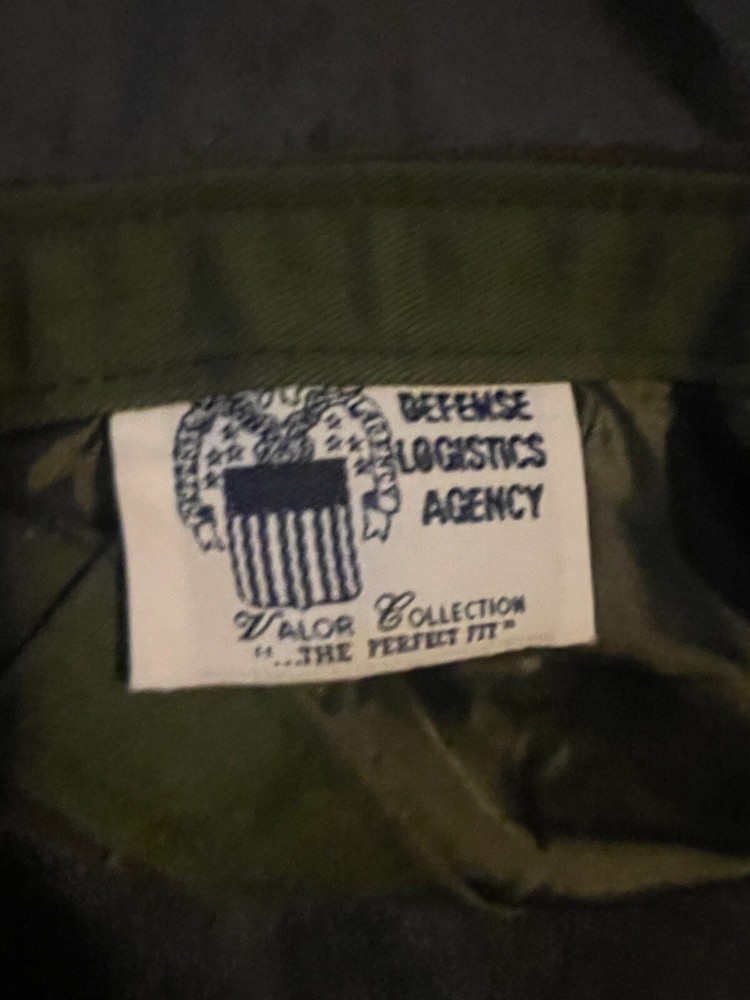 DEFENSE
LOGISTICS
AGENCY
VALOR COLLECTION
"...THE PERFECT FIT"